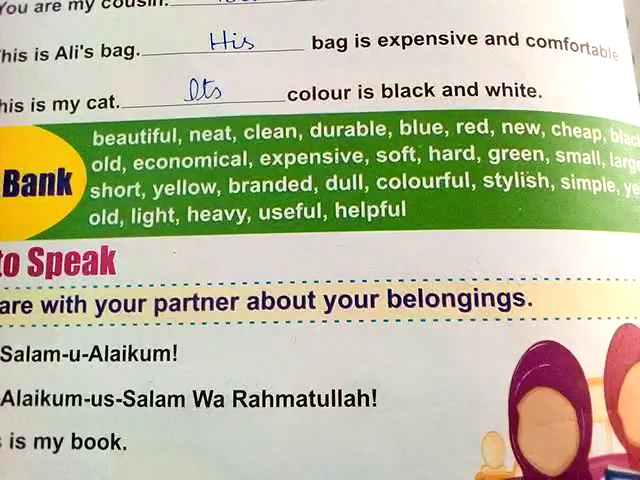 You are my cousin.
his is Ali's bag. His bag is expensive and comfortable
his is my cat. Its colour is black and white.
Bank
beautiful, neat, clean, durable, blue, red, new, cheap, blac
old, economical, expensive, soft, hard, green, small, large
short, yellow, branded, dull, colourful, stylish, simple, ye
old, light, heavy, useful, helpful
to Speak
are with your partner about your belongings.
Salam-u-Alaikum!
-Alaikum-us-Salam Wa Rahmatullah!
is my book.